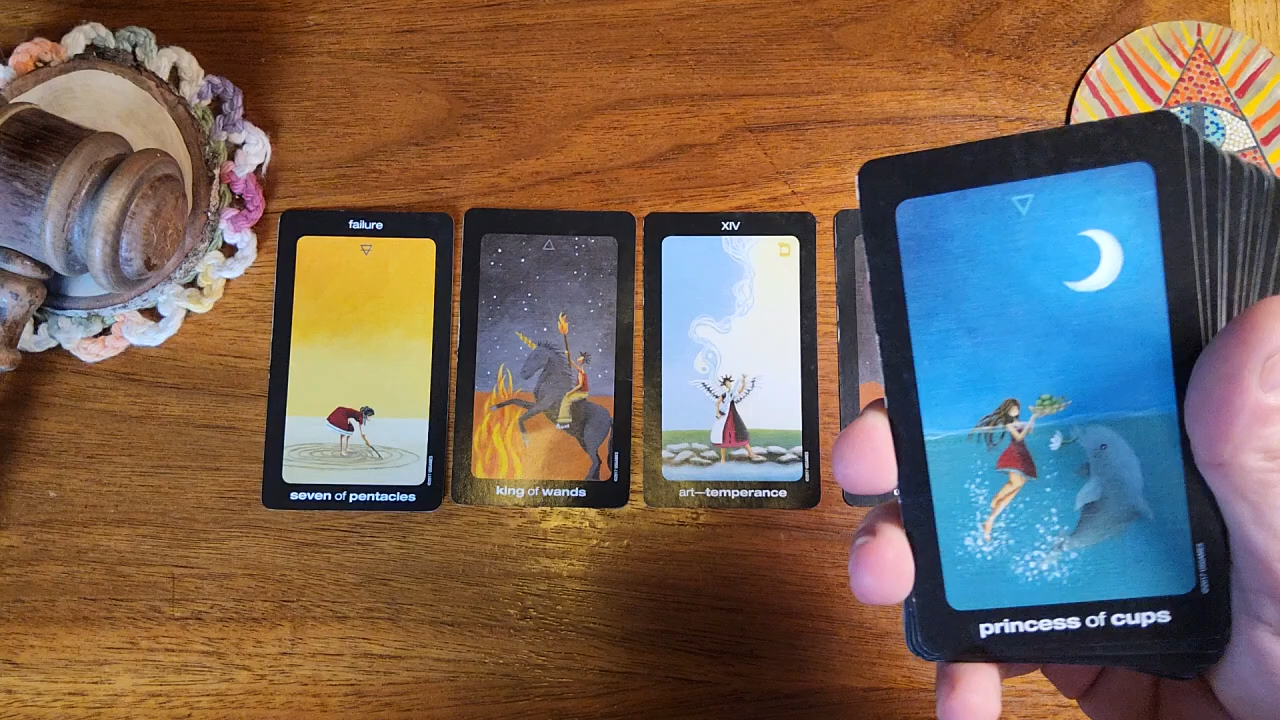 failure
seven of pentacles
king of wands
XIV
art—temperance
princess of cups